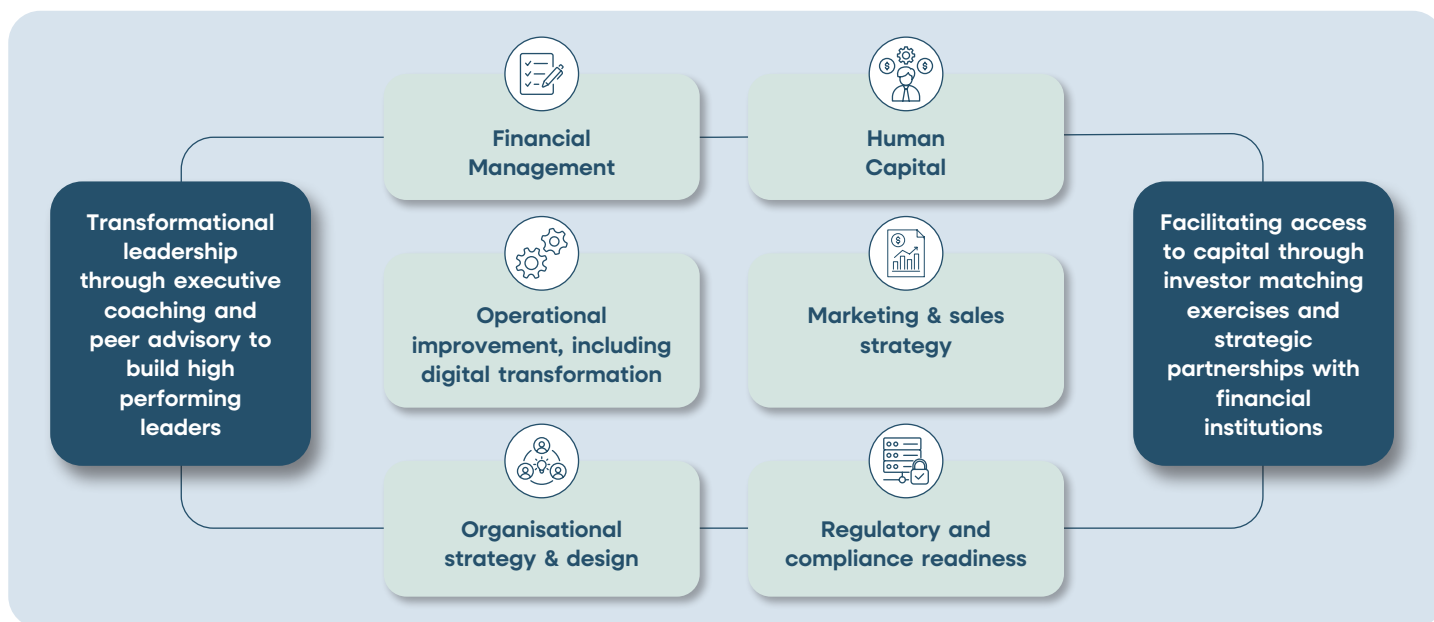 Transformational
leadership
through executive
coaching and
peer advisory to
build high
performing
leaders
Financial
Management
Human
Capital
Operational
improvement, including
digital transformation
Marketing & sales
strategy
Organisational
strategy & design
Regulatory and
compliance readiness
Facilitating access
to capital through
investor matching
exercises and
strategic
partnerships with
financial
institutions